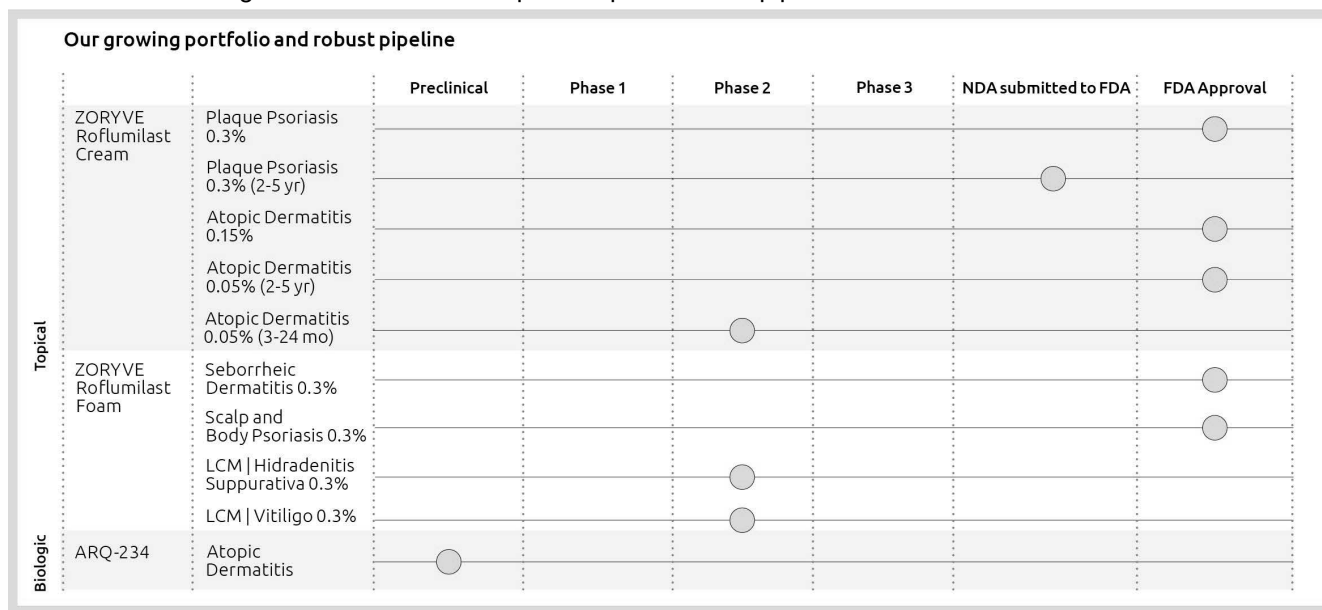 Our growing portfolio and robust pipeline
Preclinical
Phase 1
Phase 2
Phase 3
NDA submitted to FDA
FDA Approval
Topical
ZORYVE
Roflumilast
Cream
Plaque Psoriasis
0.3%
Plaque Psoriasis
0.3% (2-5 yr)
Atopic Dermatitis
0.15%
Atopic Dermatitis
0.05% (2-5 yr)
Atopic Dermatitis
0.05% (3-24 mo)
ZORYVE
Roflumilast
Foam
Seborrheic
Dermatitis 0.3%
Scalp and
Body Psoriasis 0.3%
LCM | Hidradenitis
Suppurativa 0.3%
LCM | Vitiligo 0.3%
Biologic
ARQ-234
Atopic
Dermatitis